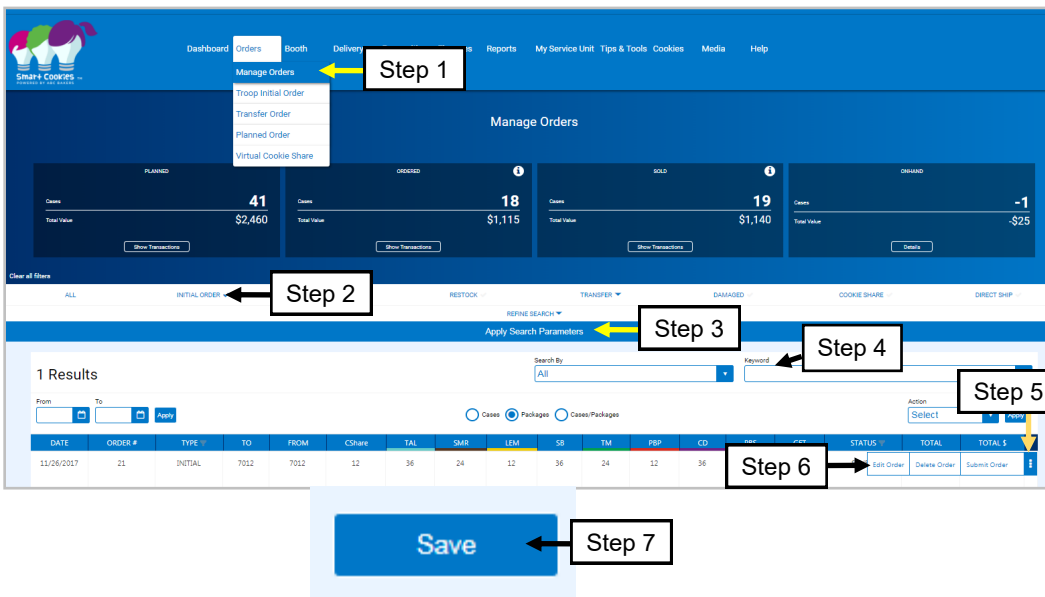 Smart Cookies
POWERED BY ABC BAKERS
Dashboard Orders Booth Delivery Reports My Service Unit Tips & Tools Cookies Media Help
Manage Orders
Step 1
Troop Initial Order
Transfer Order
Planned Order
Virtual Cookie Share
Manage Orders
PLANNED ORDERED SOLD ONHAND
Cases 41 Cases 18 Cases 19 Cases -1
Total Value $2,460 Total Value $1,115 Total Value $1,140 Total Value -$25
Show Transactions Show Transactions Show Transactions Details
Clear all filters
ALL INITIAL ORDER Step 2 RESTOCK TRANSFER DAMAGED COOKIE SHARE DIRECT SHIP
REFINE SEARCH
Apply Search Parameters Step 3
Step 4
1 Results
Search By Keyword
All
Step 5
From To Action
Apply Cases Packages Cases/Packages Select Apply
DATE ORDER # TYPE TO FROM CShare TAL SMR LEM SB TM PBP CD STATUS TOTAL TOTAL $
11/26/2017 21 INITIAL 7012 7012 12 36 24 12 36 24 12 36 Step 6 Edit Order Delete Order Submit Order
Save Step 7